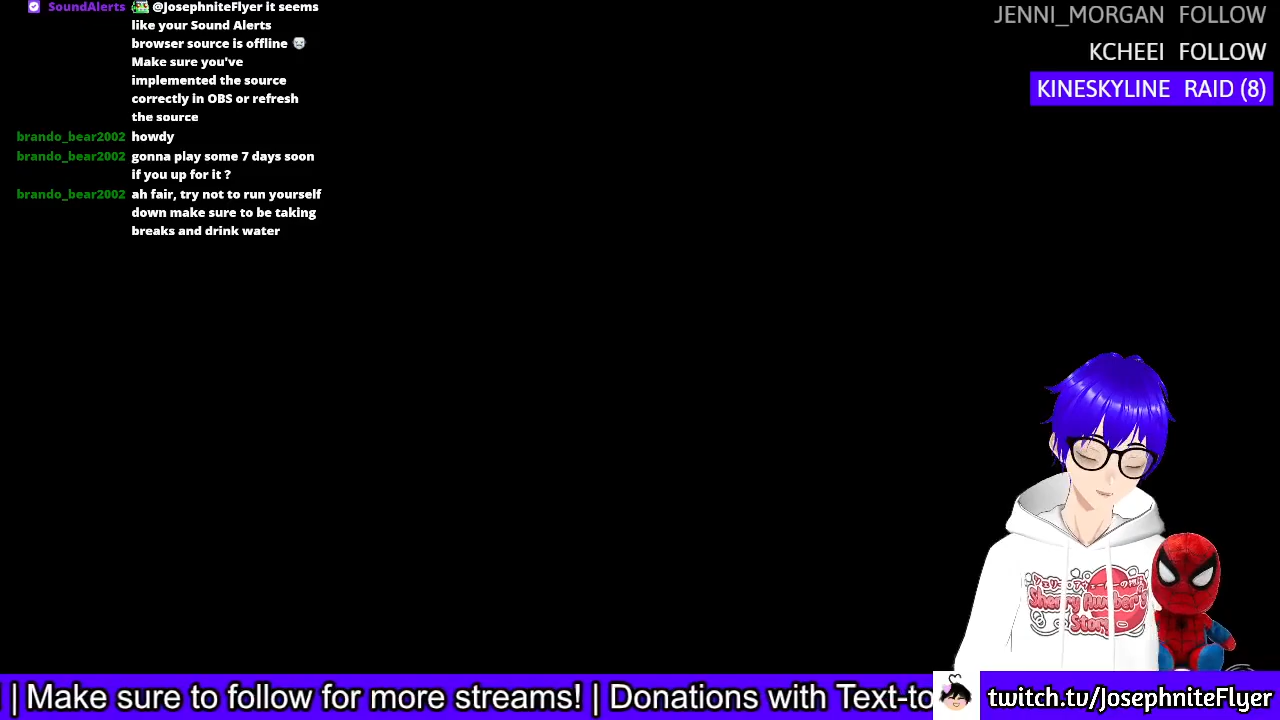 SoundAlerts @JosephniteFlyer it seems
like your Sound Alerts
browser source is offline
Make sure you've
implemented the source
correctly in OBS or refresh
the source
brando_bear2002 howdy
brando_bear2002 gonna play some 7 days soon
if you up for it ?
brando_bear2002 ah fair, try not to run yourself
down make sure to be taking
breaks and drink water
JENNI_MORGAN FOLLOW
KCHEEI FOLLOW
KINESKYLINE RAID (8)
Sherry Awber's
Story
| Make sure to follow for more streams! | Donations with Text-to
twitch.tv/JosephniteFlyer